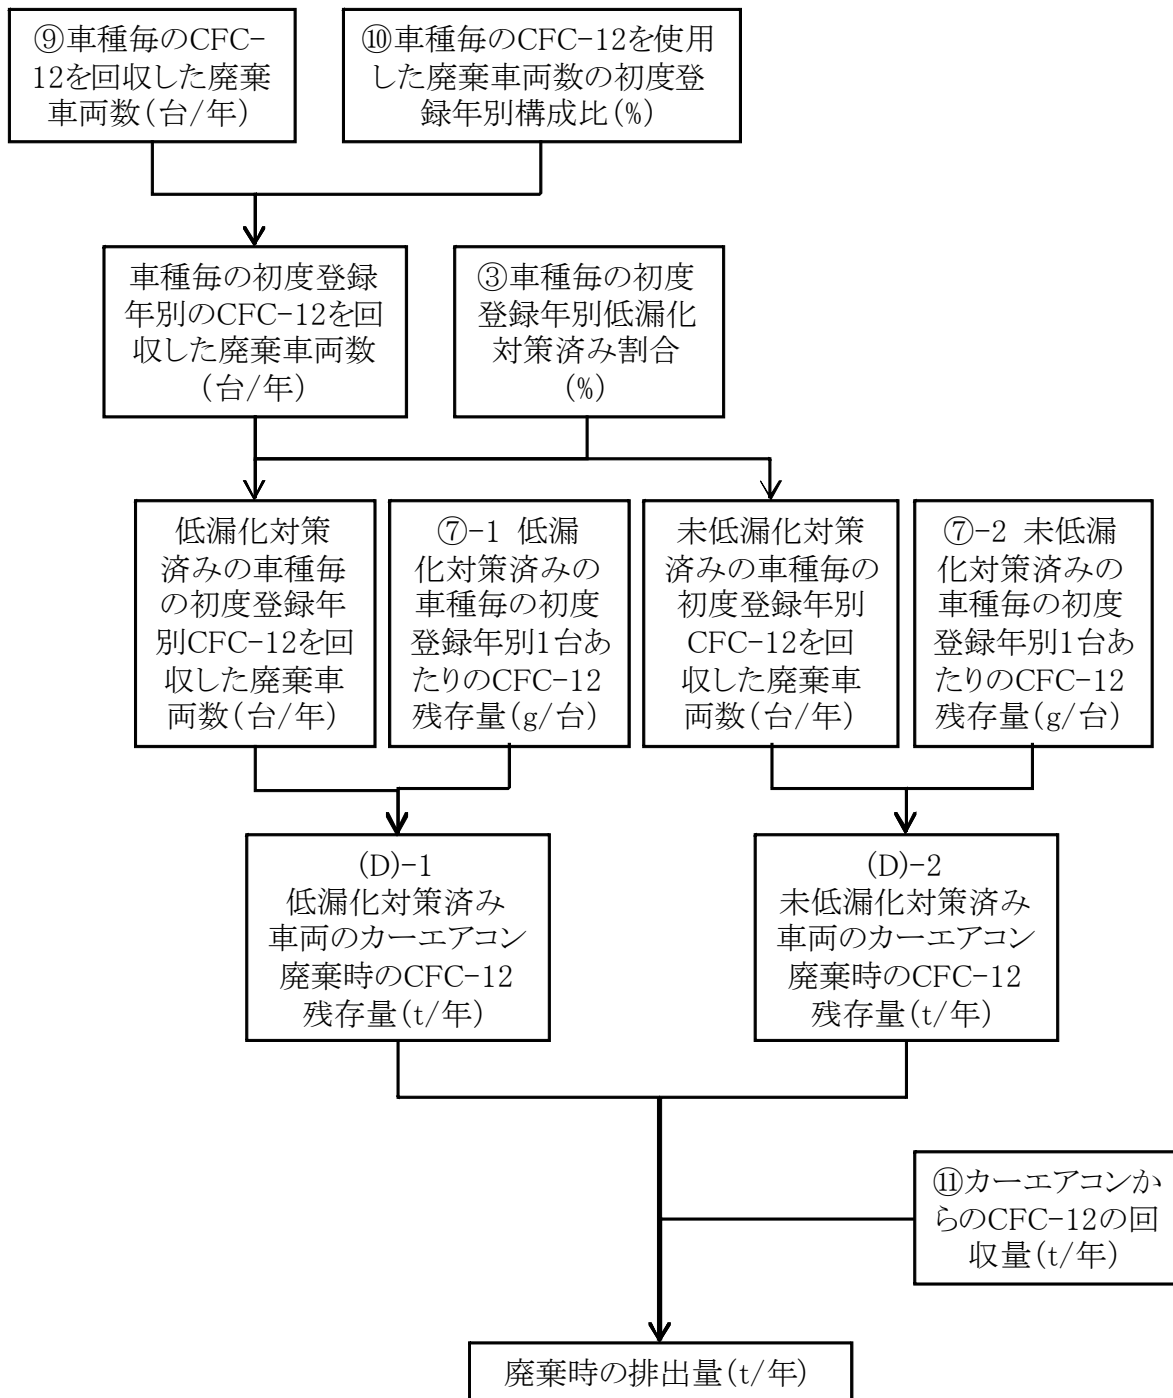 ⑨車種毎のCFC-
12を回収した廃棄
車両数(台/年)
⑩車種毎のCFC-12を使用
した廃棄車両数の初度登
録年別構成比(%)
車種毎の初度登録
年別のCFC-12を回
収した廃棄車両数
(台/年)
③車種毎の初度
登録年別低漏化
対策済み割合
(%)
低漏化対策
済みの車種毎
の初度登録年
別CFC-12を回
収した廃棄車
両数(台/年)
⑦-1 低漏
化対策済みの
車種毎の初度
登録年別1台あ
たりのCFC-12
残存量(g/台)
未低漏化対策
済みの車種毎の
初度登録年別
CFC-12を回
収した廃棄車
両数(台/年)
⑦-2 未低漏
化対策済みの
車種毎の初度
登録年別1台あ
たりのCFC-12
残存量(g/台)
(D)-1
低漏化対策済み
車両のカーエアコン
廃棄時のCFC-12
残存量(t/年)
(D)-2
未低漏化対策済み
車両のカーエアコン
廃棄時のCFC-12
残存量(t/年)
⑪カーエアコンか
らのCFC-12の回
収量(t/年)
廃棄時の排出量(t/年)